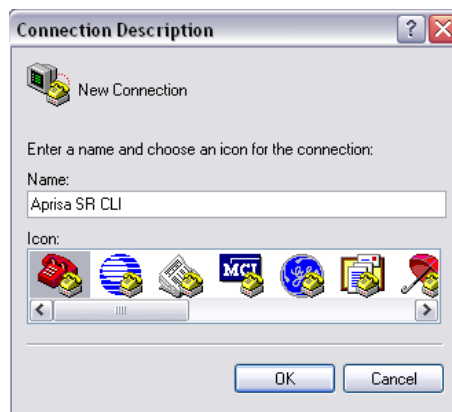 Connection Description
New Connection
Enter a name and choose an icon for the connection:
Name:
Aprisa SR CLI
Icon:
MCI
OK Cancel